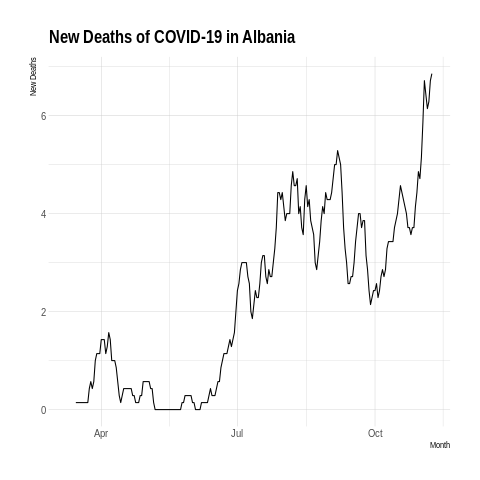 New Deaths of COVID-19 in Albania
New Deaths
6
4
2
0
Apr Jul Oct
Month